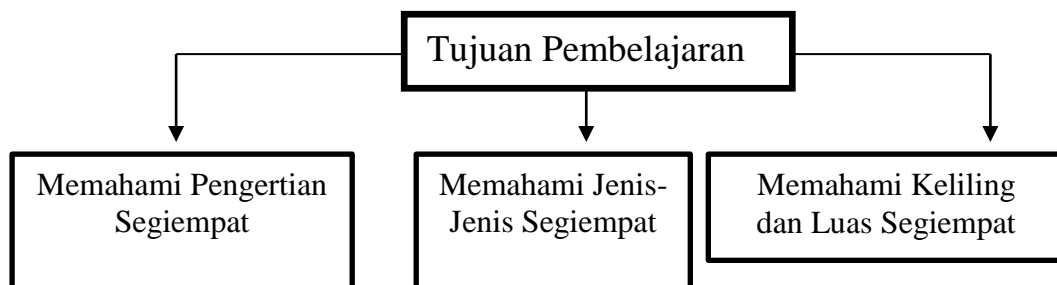 Tujuan Pembelajaran
Memahami Pengertian
Segiempat
Memahami Jenis-
Jenis Segiempat
Memahami Keliling
dan Luas Segiempat